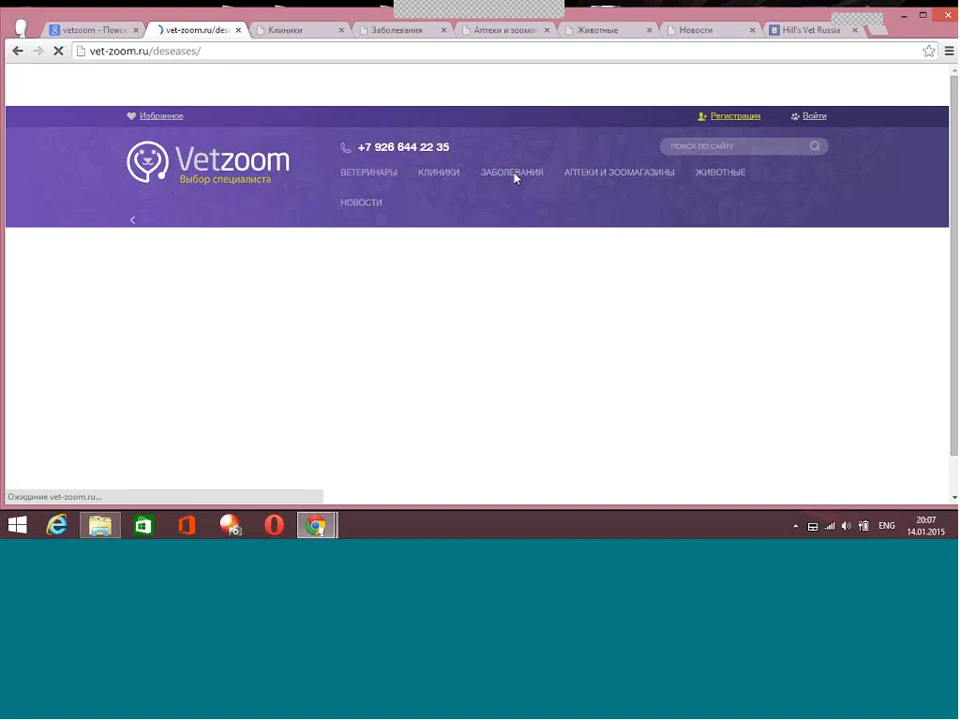 vetzoom - Поиск
vet-zoom.ru/des
Клиники
Заболевания
Аптеки и зоома
Животные
Новости
Hill's Vet Russia
vet-zoom.ru/deseases/
Избранное
Регистрация
Войти
Vetzoom
Выбор специалиста
+7 926 644 22 35
ПОИСК ПО САЙТУ
ВЕТЕРИНАРЫ КЛИНИКИ ЗАБОЛЕВАНИЯ АПТЕКИ И ЗООМАГАЗИНЫ ЖИВОТНЫЕ
НОВОСТИ
Ожидание vet-zoom.ru...
ENG
20:07
14.01.2015